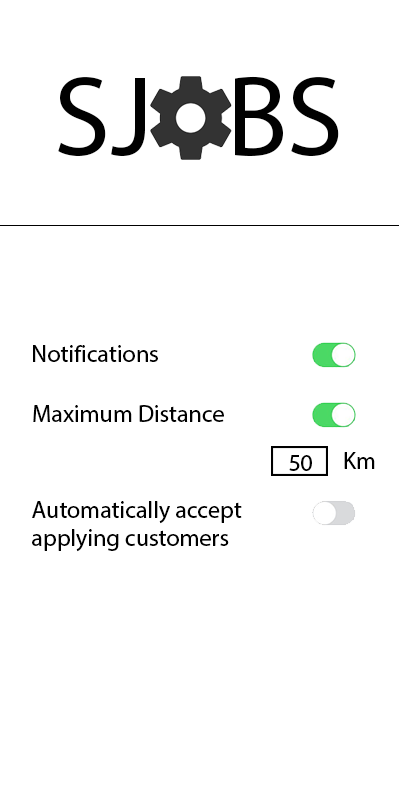 SJOBS
Notifications
Maximum Distance
50 Km
Automatically accept
applying customers